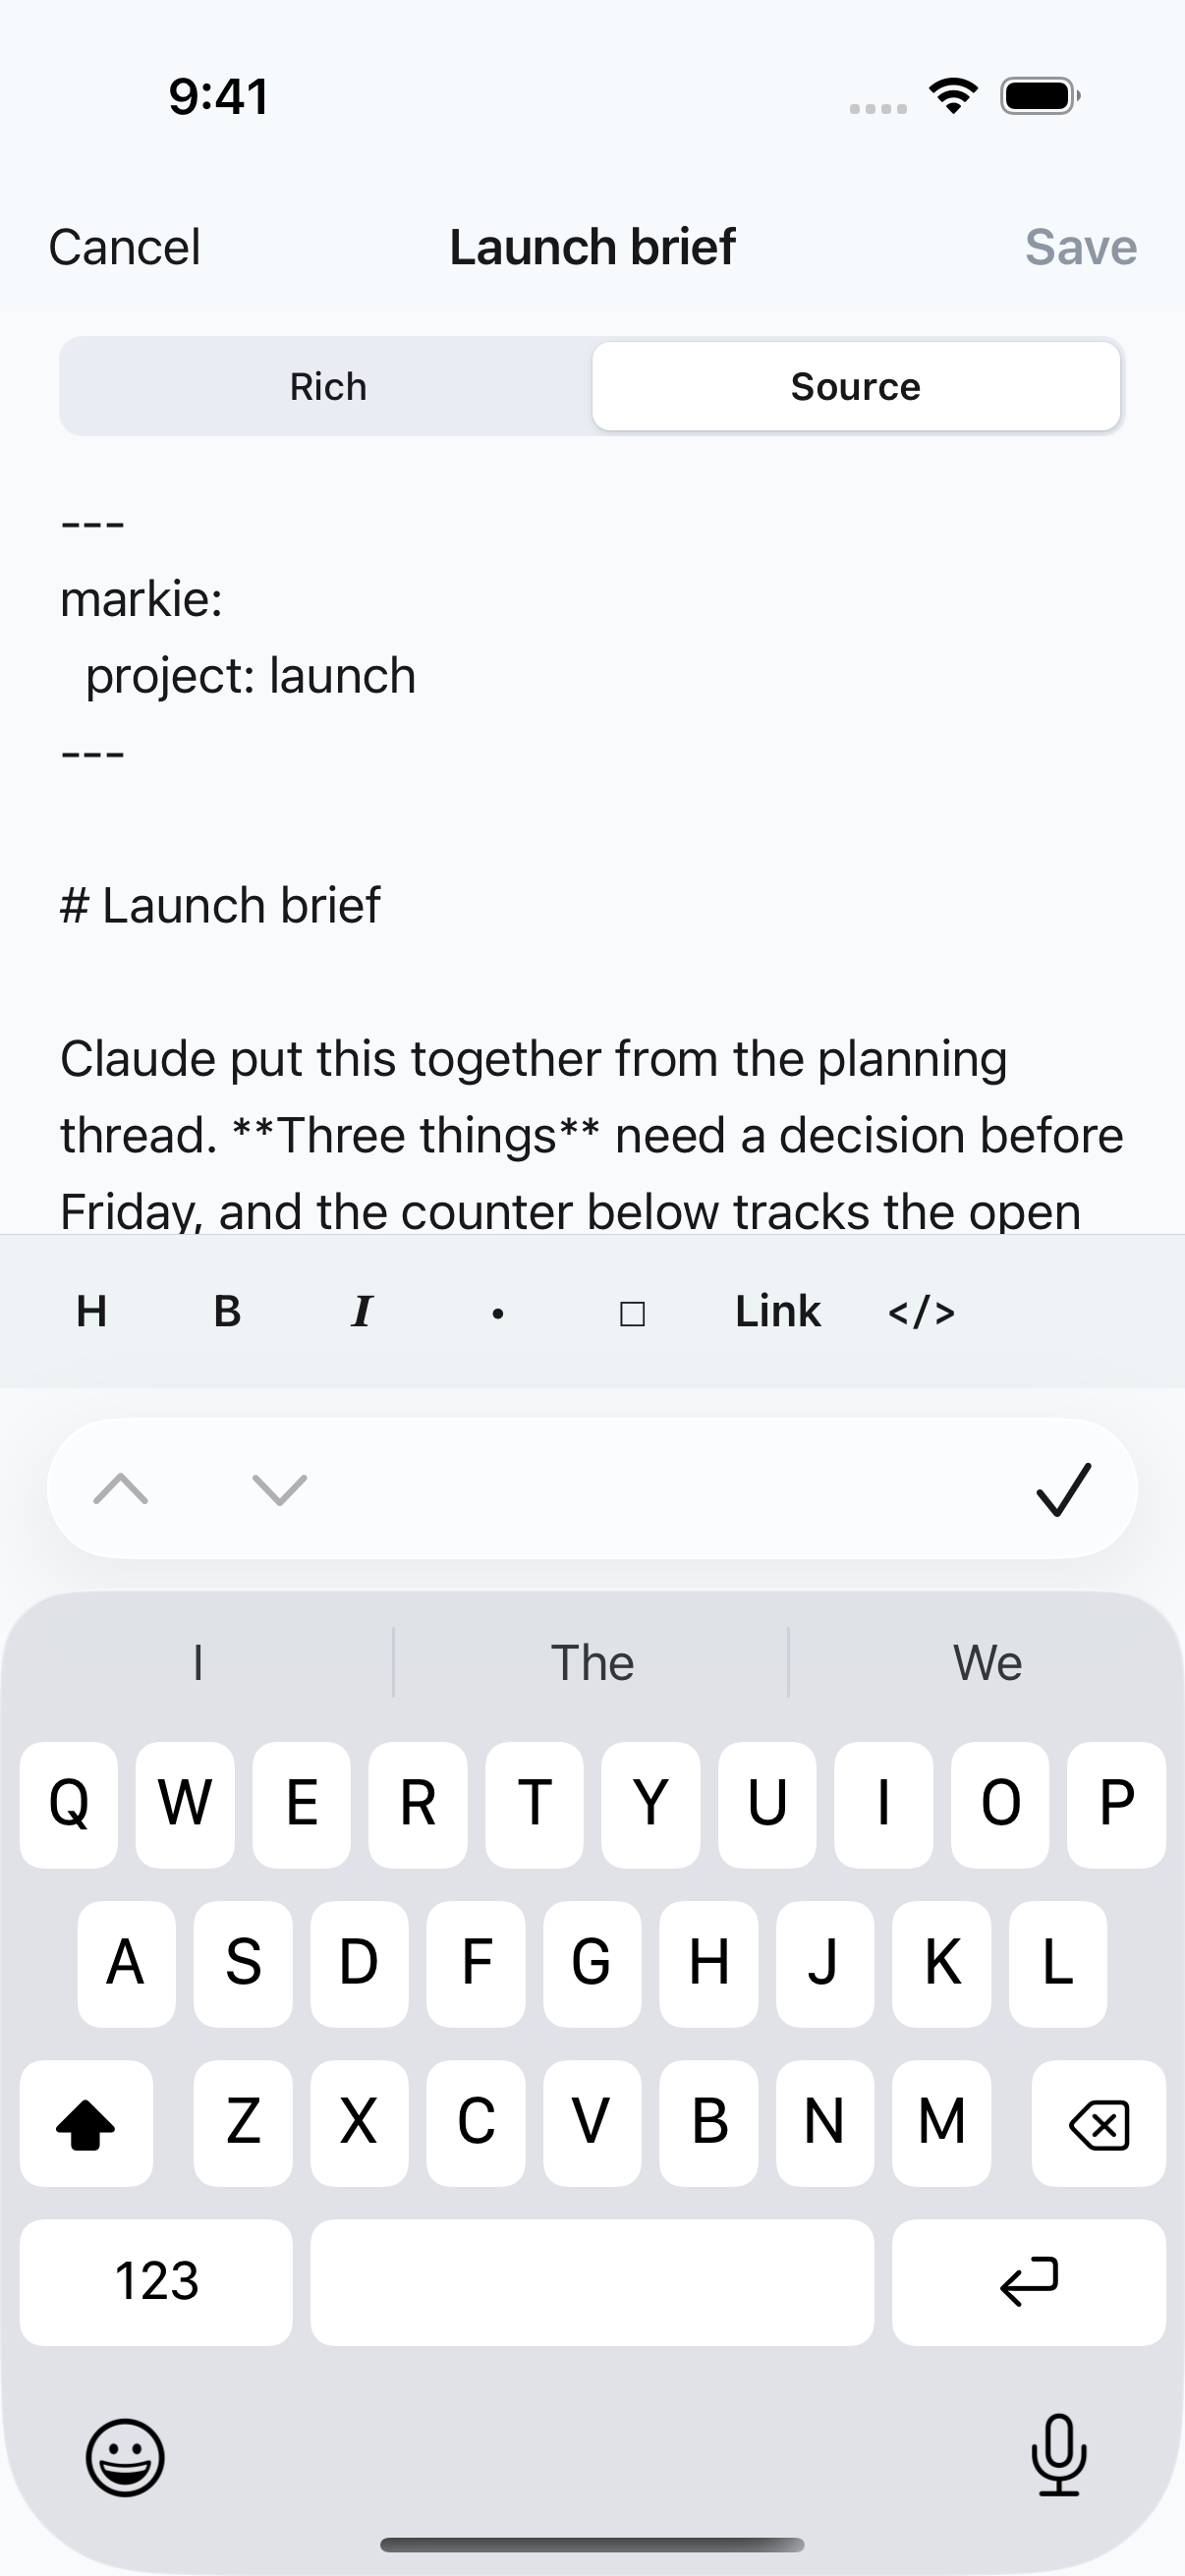 9:41
Cancel Launch brief Save
Rich Source
---
markie:
  project: launch
---
# Launch brief
Claude put this together from the planning
thread. **Three things** need a decision before
Friday, and the counter below tracks the open
H B I • □ Link </>
I The We
Q W E R T Y U I O P
A S D F G H J K L
Z X C V B N M
123